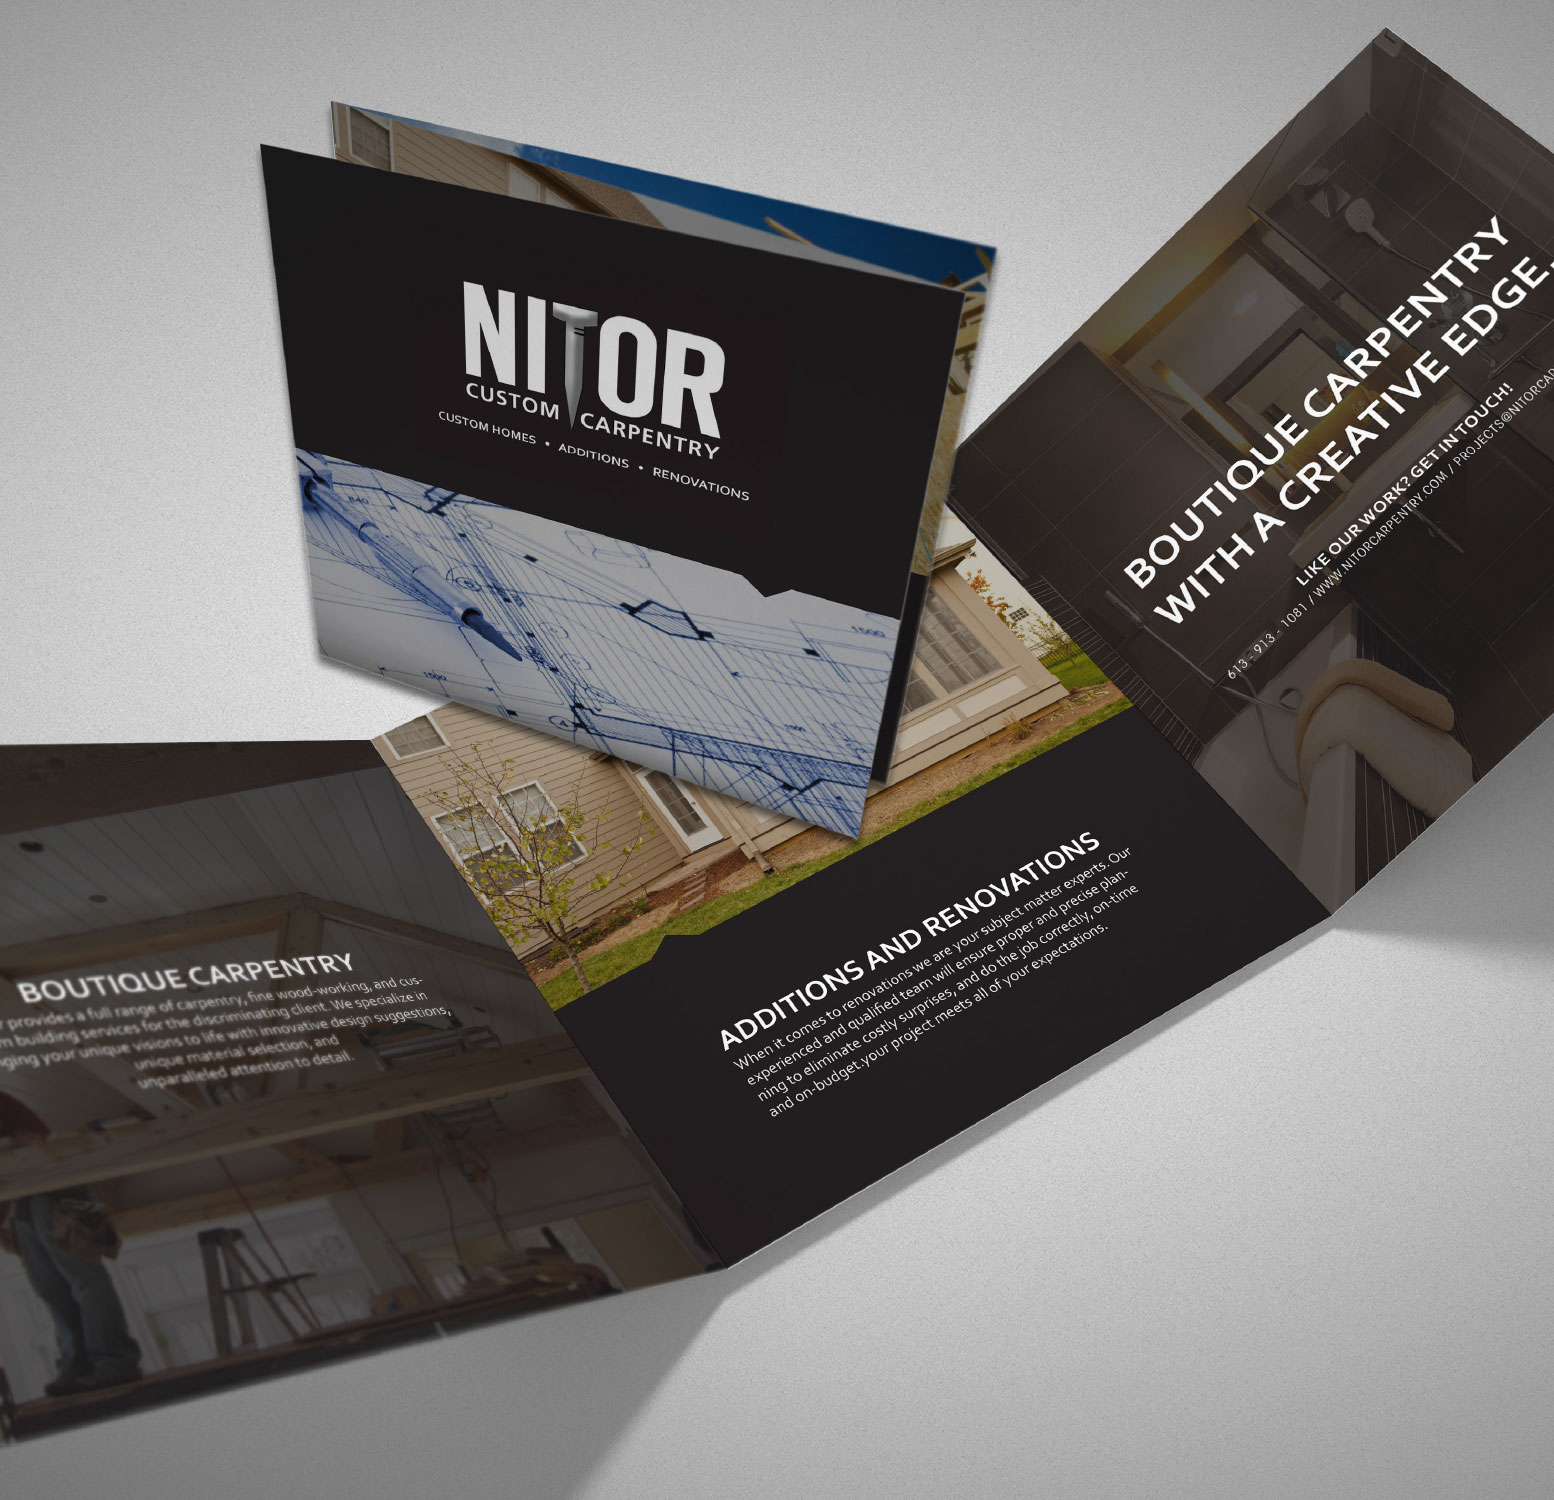 NITOR
CUSTOM CARPENTRY
CUSTOM HOMES • ADDITIONS • RENOVATIONS
BOUTIQUE CARPENTRY
WITH A CREATIVE EDGE.
LIKE OUR WORK? GET IN TOUCH!
613 - 913 - 1081 / WWW.NITORCARPENTRY.COM / PROJECTS@NITORCAR
ADDITIONS AND RENOVATIONS
When it comes to renovations we are your subject matter experts. Our
experienced and qualified team will ensure proper and precise plan-
ning to eliminate costly surprises, and do the job correctly, on-time
and on-budget.your project meets all of your expectations.
BOUTIQUE CARPENTRY
provides a full range of carpentry, fine wood-working, and cus-
building services for the discriminating client. We specialize in
your unique visions to life with innovative design suggestions,
unique material selection, and
unparalleled attention to detail.
840
1500
1500